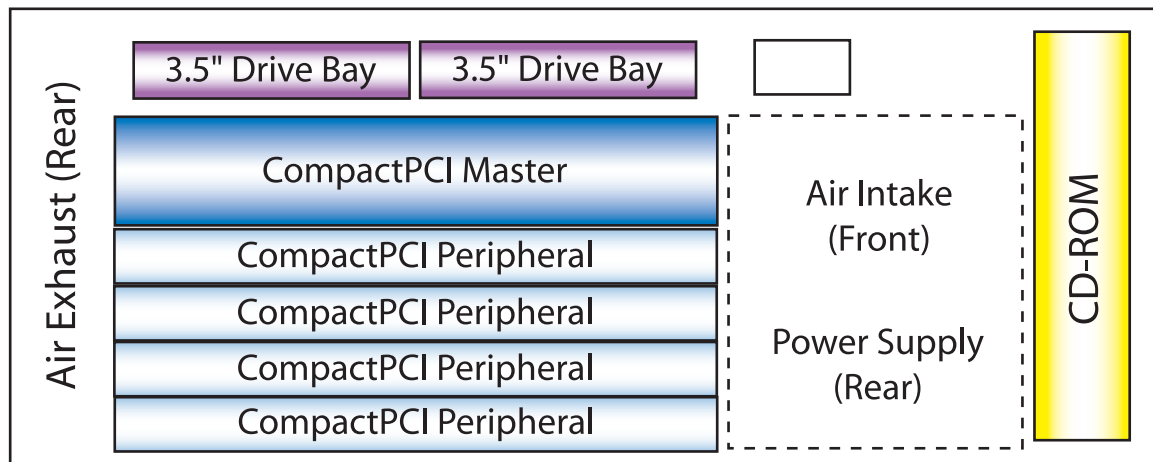 Air Exhaust (Rear)
3.5" Drive Bay
3.5" Drive Bay
CompactPCI Master
CompactPCI Peripheral
CompactPCI Peripheral
CompactPCI Peripheral
CompactPCI Peripheral
Air Intake
(Front)
Power Supply
(Rear)
CD-ROM